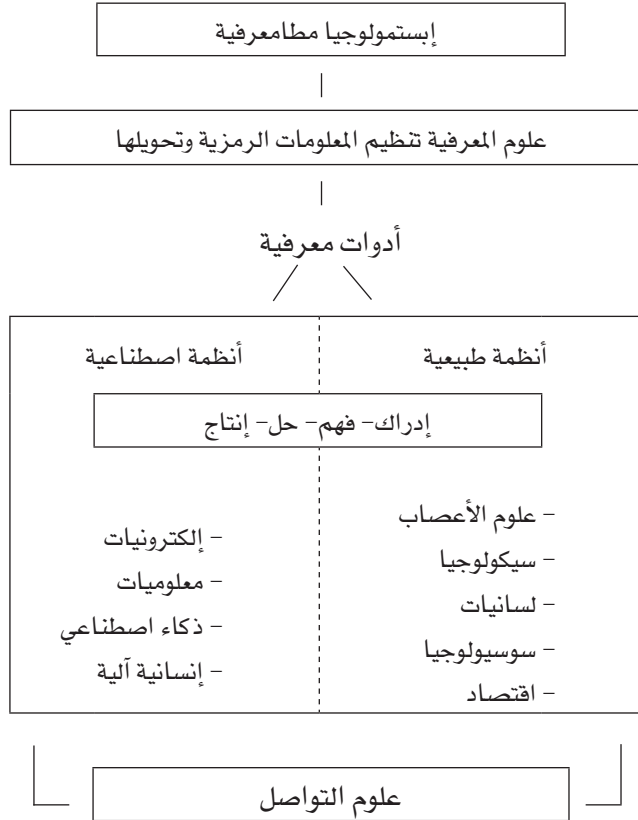 إبستمولوجيا مطامعرفية
علوم المعرفية تنظيم المعلومات الرمزية وتحويلها
أدوات معرفية
أنظمة طبيعية
أنظمة اصطناعية
إدراك- فهم- حل- إنتاج
- علوم الأعصاب
- سيكولوجيا
- لسانيات
- سوسيولوجيا
- اقتصاد
- إلكترونيات
- معلوميات
- ذكاء اصطناعي
- إنسانية آلية
علوم التواصل